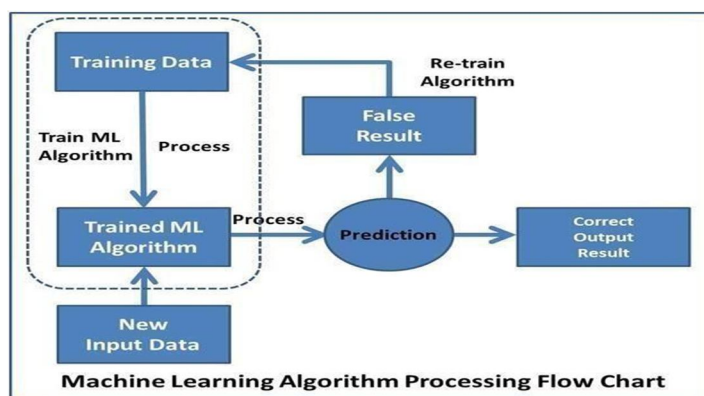 Training Data
Re-train
Algorithm
False
Result
Train ML
Algorithm
Process
Trained ML
Algorithm
Process
Prediction
Correct
Output
Result
New
Input Data
Machine Learning Algorithm Processing Flow Chart